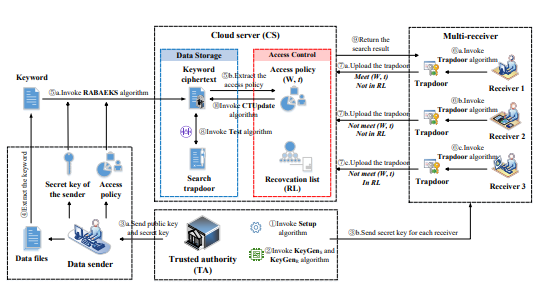 Cloud server (CS)
Multi-receiver
Data Storage
Access Control
Keyword
ciphertext
⑤b.Extract the
access policy
Access policy
(W, t)
⑧Invoke CTUpdate
algorithm
⑨Invoke Test algorithm
Search
trapdoor
Recovation list
(RL)
⑩Return the
search result
⑦a.Upload the trapdoor
Meet (W, t)
Not in RL
⑦b.Upload the trapdoor
Not meet (W, t)
Not in RL
⑦c.Upload the trapdoor
Not meet (W, t)
In RL
⑥a.Invoke
Trapdoor algorithm
Trapdoor
Receiver 1
⑥b.Invoke
Trapdoor algorithm
Trapdoor
Receiver 2
⑥c.Invoke
Trapdoor algorithm
Trapdoor
Receiver 3
Keyword
⑤a.Invoke RABAEKS algorithm
④Extract the keyword
Secret key of
the sender
Access
policy
Data files
Data sender
③a.Send public key
and secret key
Trusted authority
(TA)
①Invoke Setup
algorithm
②Invoke KeyGenS and
KeyGenR algorithm
③b.Send secret key for each receiver